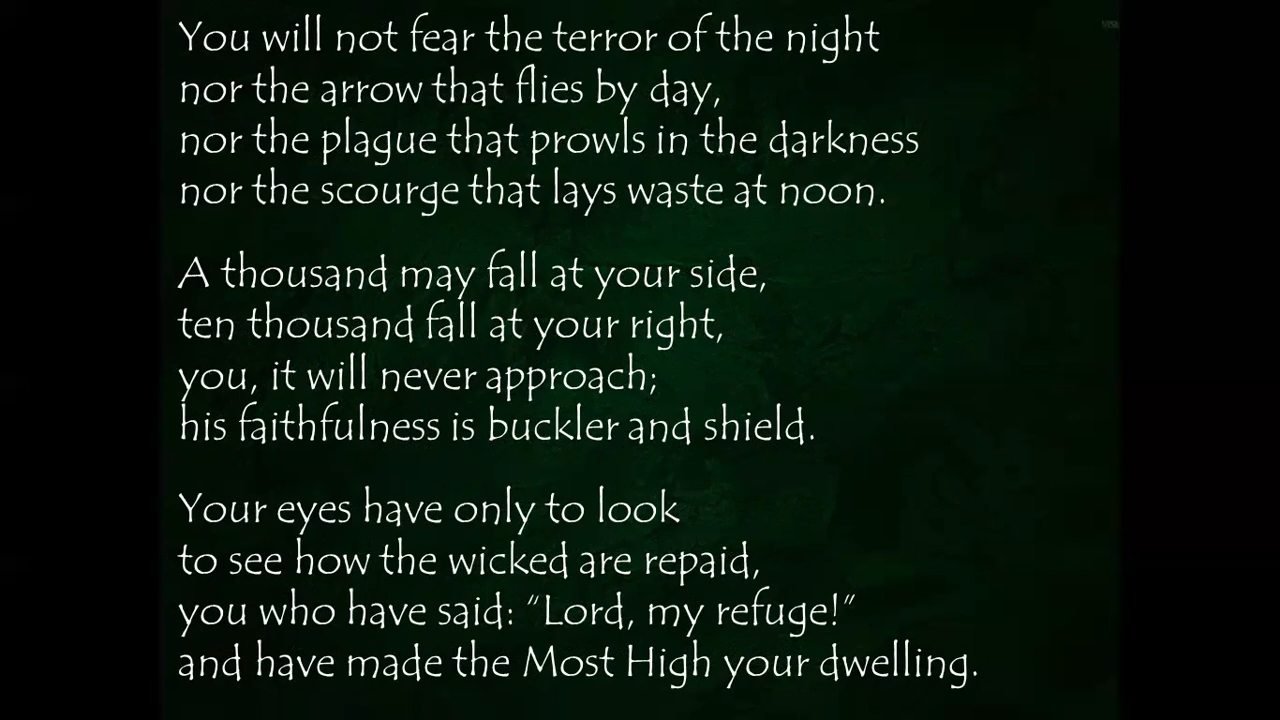 You will not fear the terror of the night
nor the arrow that flies by day,
nor the plague that prowls in the darkness
nor the scourge that lays waste at noon.
A thousand may fall at your side,
ten thousand fall at your right,
you, it will never approach;
his faithfulness is buckler and shield.
Your eyes have only to look
to see how the wicked are repaid,
you who have said: “Lord, my refuge!”
and have made the Most High your dwelling.